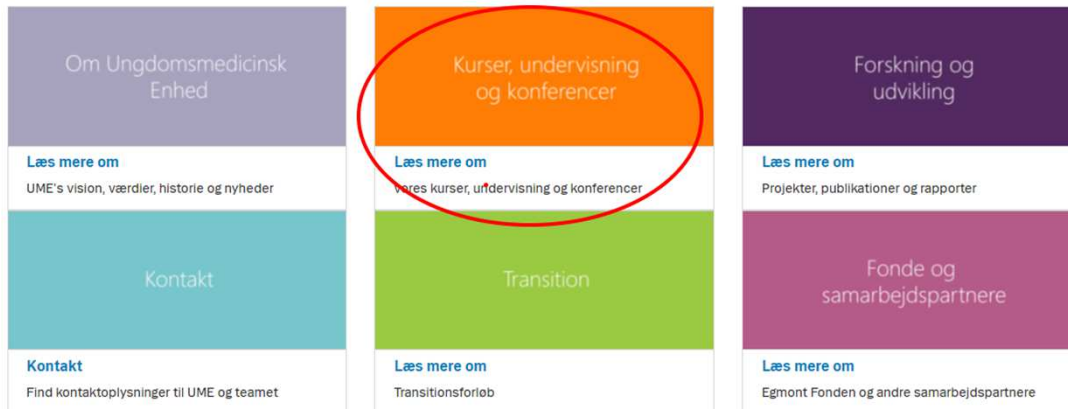 Om Ungdomsmedicinsk
Enhed
Kurser, undervisning
og konferencer
Forskning og
udvikling
Læs mere om
UME's vision, værdier, historie og nyheder
Læs mere om
Vores kurser, undervisning og konferencer
Læs mere om
Projekter, publikationer og rapporter
Kontakt
Transition
Fonde og
samarbejdspartnere
Kontakt
Find kontaktoplysninger til UME og teamet
Læs mere om
Transitionsforløb
Læs mere om
Egmont Fonden og andre samarbejdspartnere